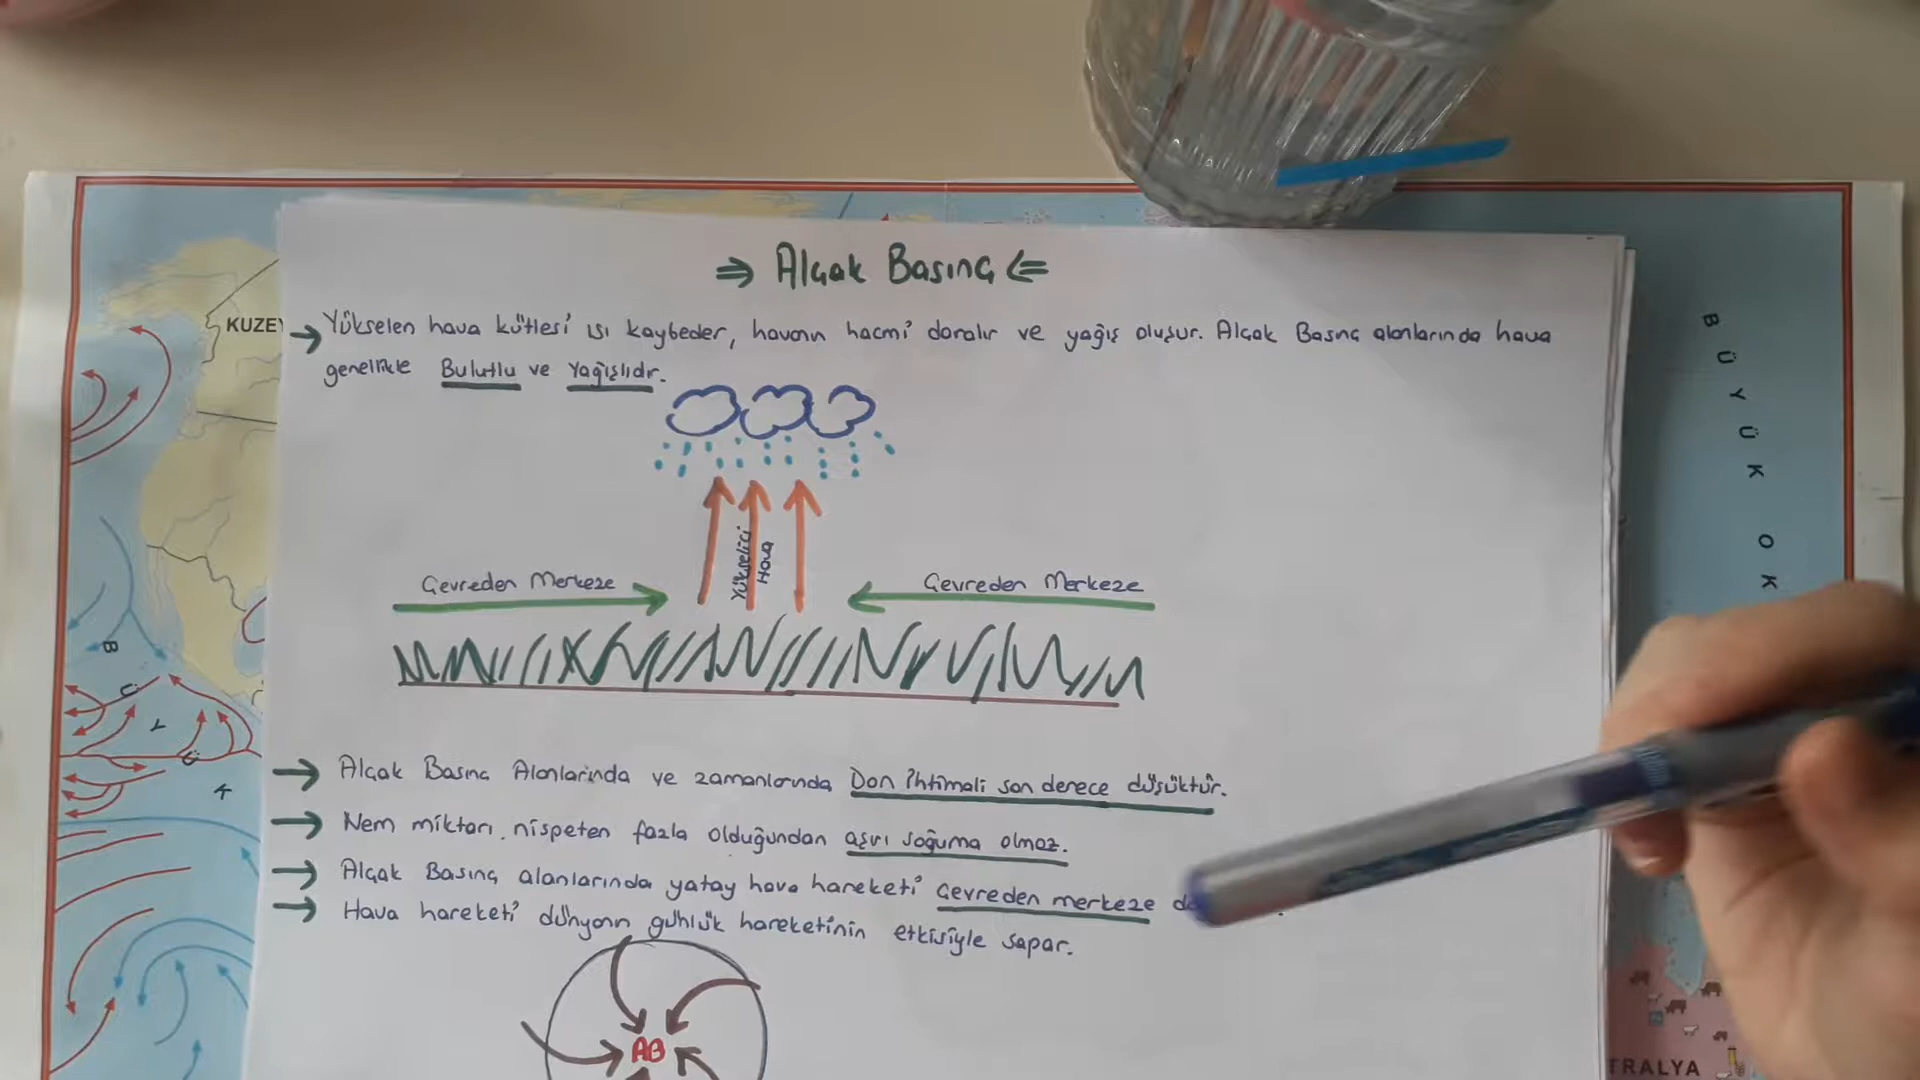 ⇒ Alçak Basınç ⇐
→ Yükselen hava kütlesi ısı kaybeder, havanın hacmi daralır ve yağış oluşur. Alçak Basınç alanlarında hava
genellikle Bulutlu ve Yağışlıdır.
Yükselici
Hava
Çevreden Merkeze
Çevreden Merkeze
→ Alçak Basınç Alanlarında ve zamanlarında Don ihtimali son derece düşüktür.
→ Nem miktarı nispeten fazla olduğundan aşırı soğuma olmaz.
→ Alçak Basınç alanlarında yatay hava hareketi çevreden merkeze
→ Hava hareketi dünyanın günlük hareketinin etkisiyle sapar.
AB
KUZEY
B Ü Y Ü K
B Ü Y Ü K O K
TRALYA